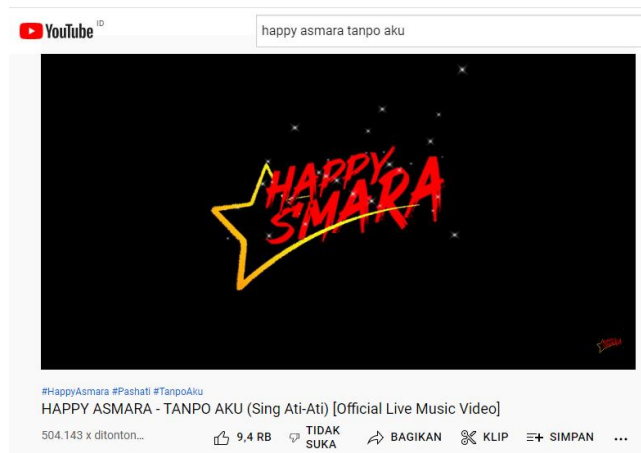 YouTube ID
happy asmara tanpo aku
HAPPY
SMARA
#HappyAsmara #Pashati #TanpoAku
HAPPY ASMARA - TANPO AKU (Sing Ati-Ati) [Official Live Music Video]
504.143 x ditonton...
9,4 RB
TIDAK
SUKA
BAGIKAN
KLIP
SIMPAN